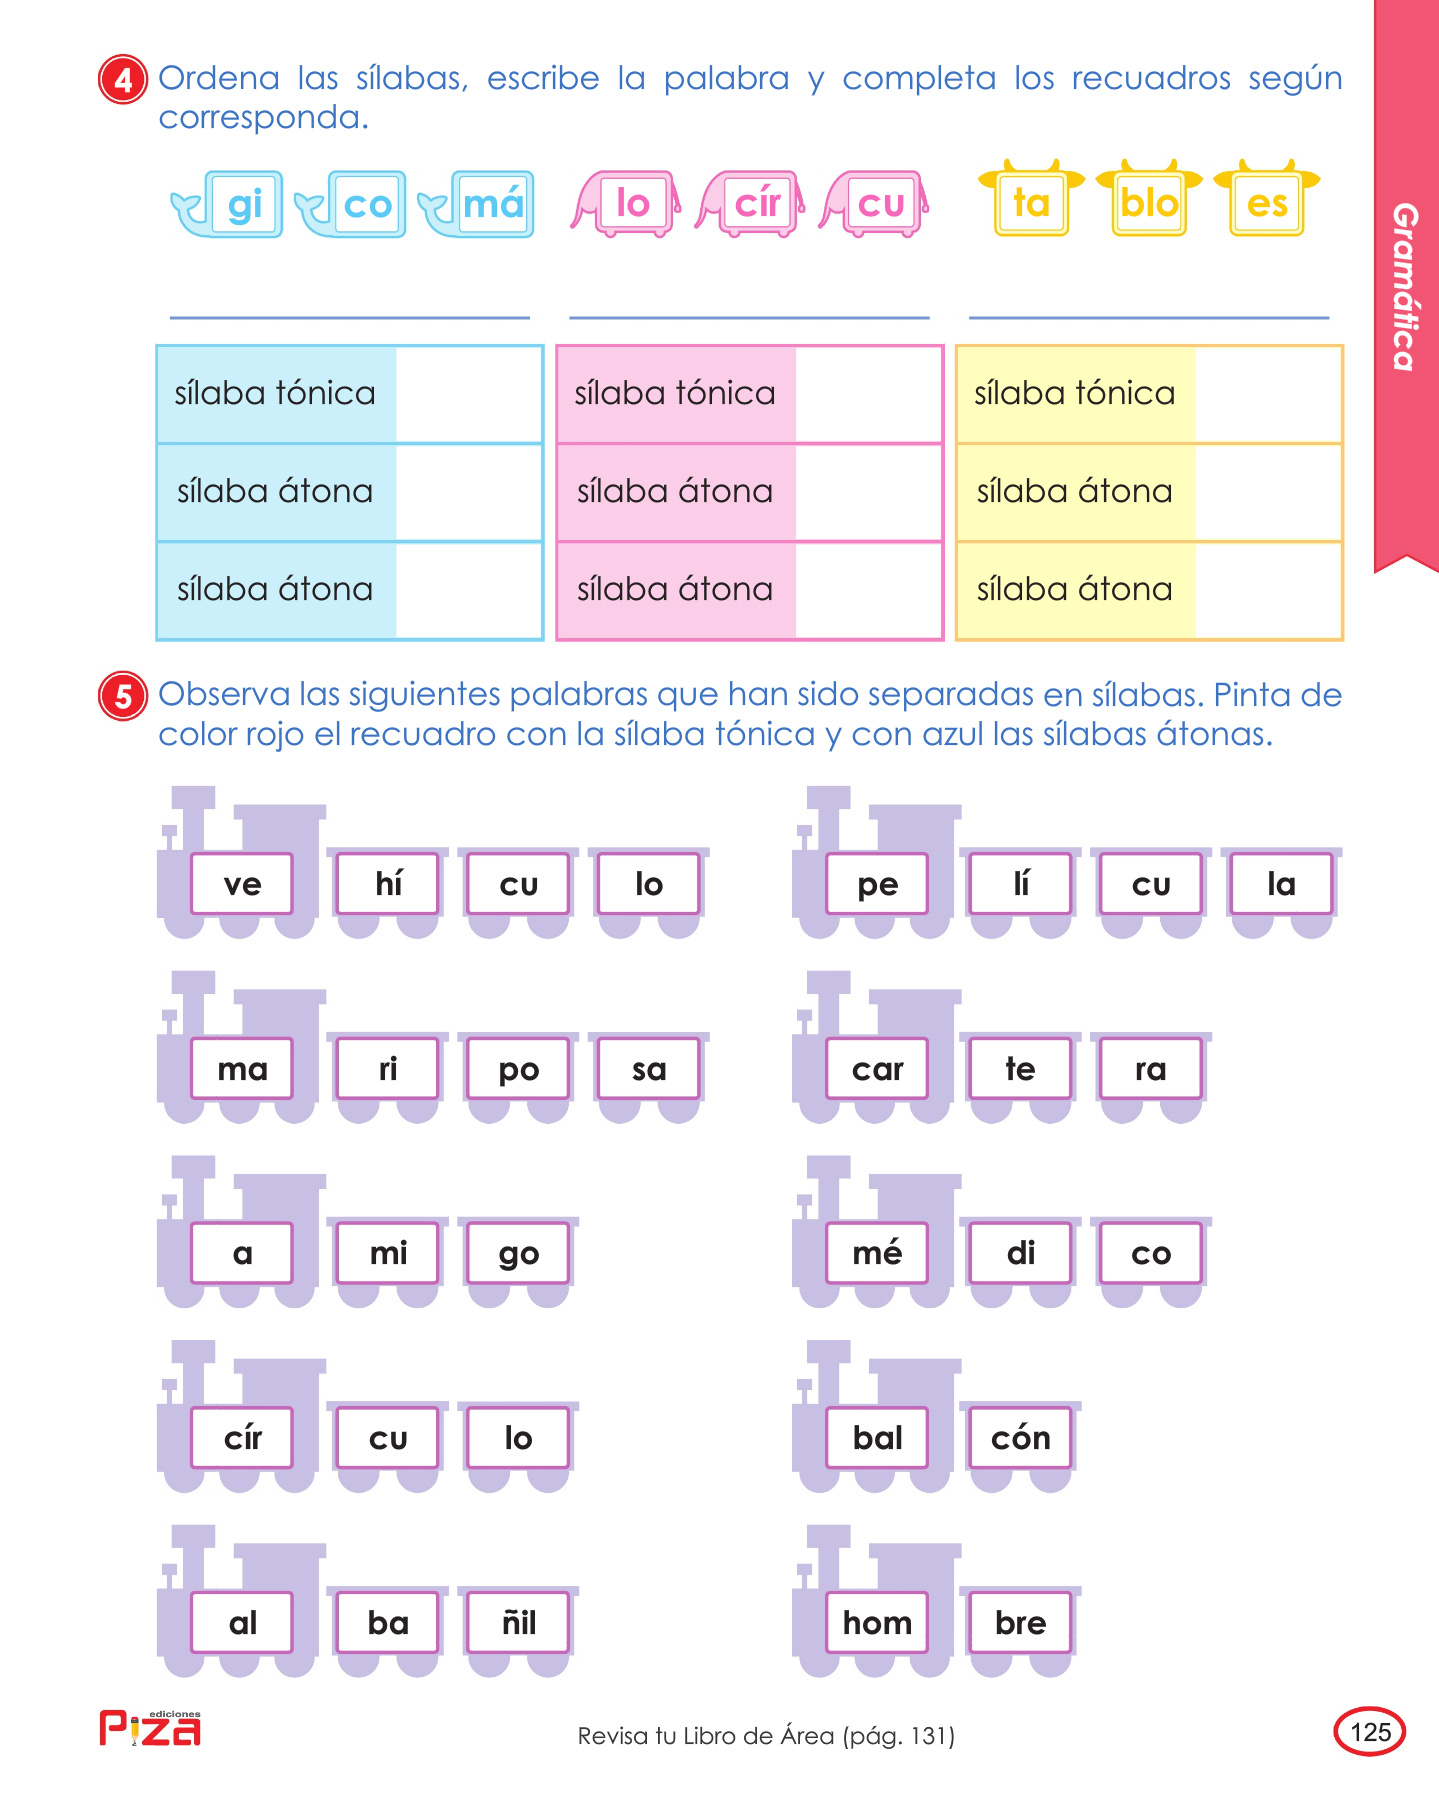 4 Ordena las sílabas, escribe la palabra y completa los recuadros según
corresponda.
gi co má lo cír cu ta blo es
sílaba tónica sílaba tónica sílaba tónica
sílaba átona sílaba átona sílaba átona
sílaba átona sílaba átona sílaba átona
Gramática
5 Observa las siguientes palabras que han sido separadas en sílabas. Pinta de
color rojo el recuadro con la sílaba tónica y con azul las sílabas átonas.
ve hí cu lo pe lí cu la
ma ri po sa car te ra
a mi go mé di co
cír cu lo bal cón
al ba ñil hom bre
ediciones
Piza
Revisa tu Libro de Área (pág. 131)
125